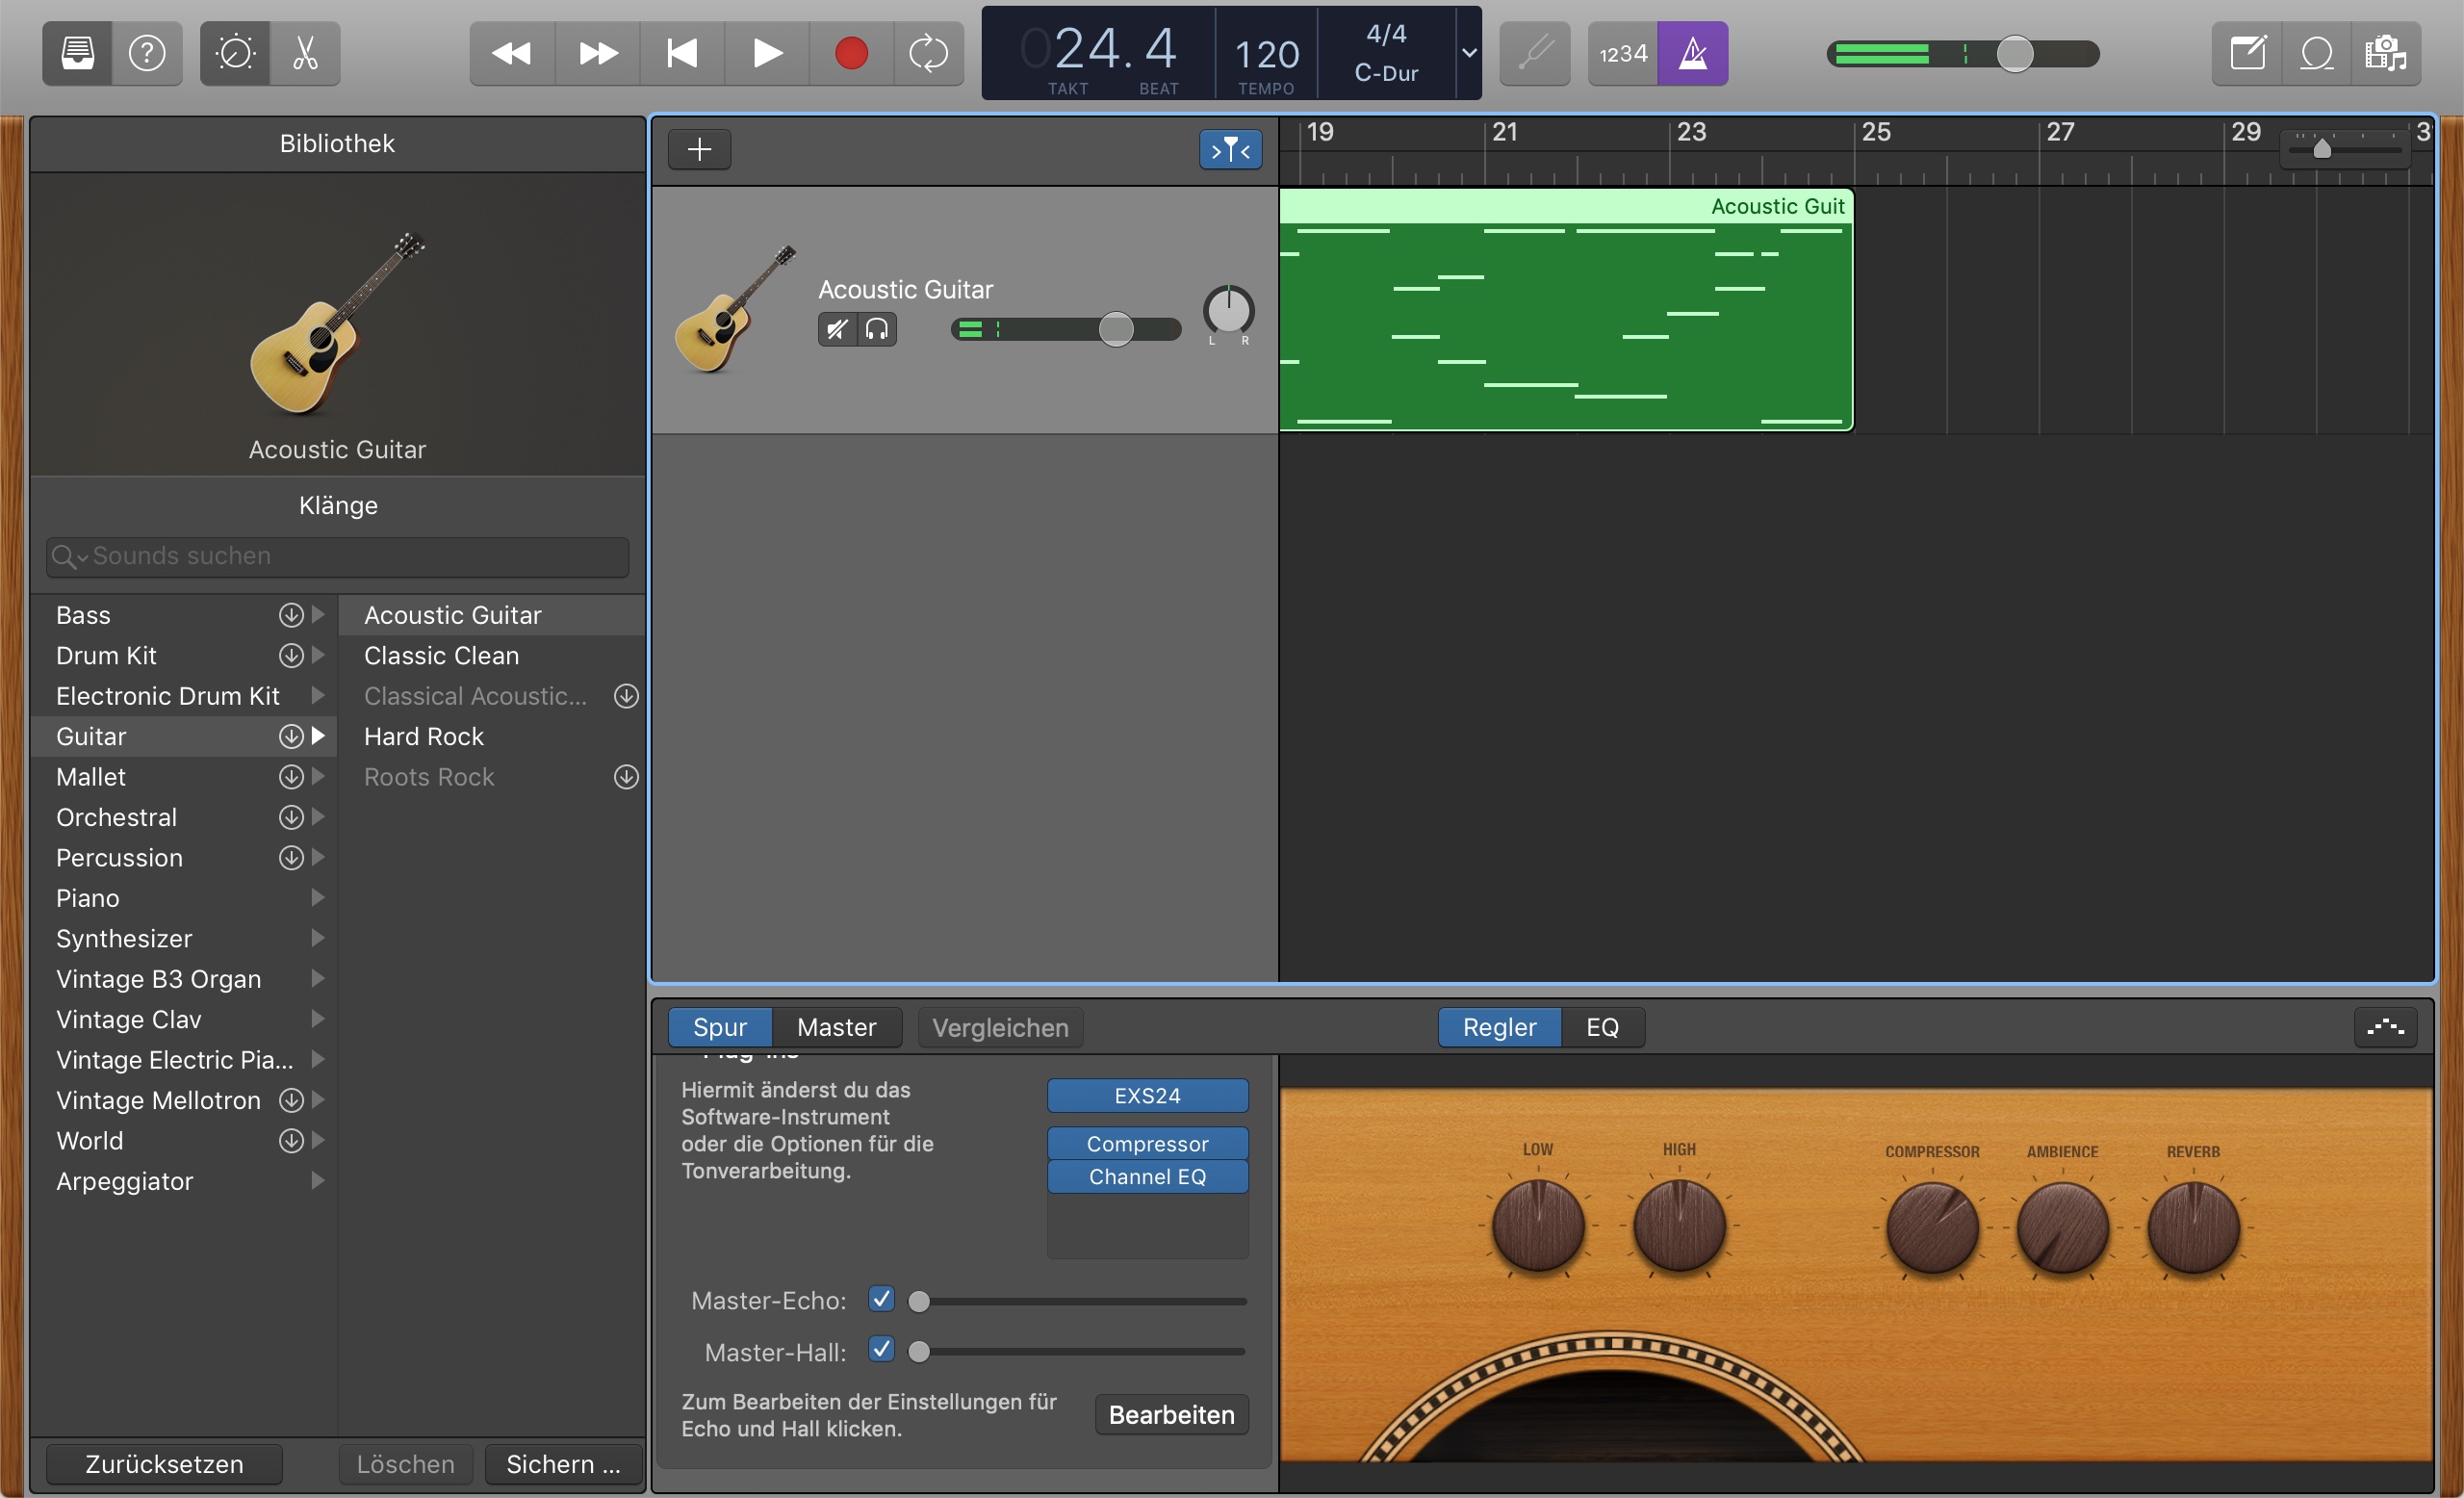 024. 4
TAKT
BEAT
120
TEMPO
4/4
C-Dur
1234
Bibliothek
Acoustic Guitar
Klänge
Sounds suchen
Bass
Drum Kit
Electronic Drum Kit
Guitar
Mallet
Orchestral
Percussion
Piano
Synthesizer
Vintage B3 Organ
Vintage Clav
Vintage Electric Pia...
Vintage Mellotron
World
Arpeggiator
Acoustic Guitar
Classic Clean
Classical Acoustic...
Hard Rock
Roots Rock
Zurücksetzen
Löschen
Sichern ...
19 21 23 25 27 29
Acoustic Guitar
L R
Acoustic Guit
Spur
Master
Vergleichen
Regler
EQ
Plug-ins
Hiermit änderst du das
Software-Instrument
oder die Optionen für die
Tonverarbeitung.
EXS24
Compressor
Channel EQ
Master-Echo:
Master-Hall:
Zum Bearbeiten der Einstellungen für
Echo und Hall klicken.
Bearbeiten
LOW
HIGH
COMPRESSOR
AMBIENCE
REVERB